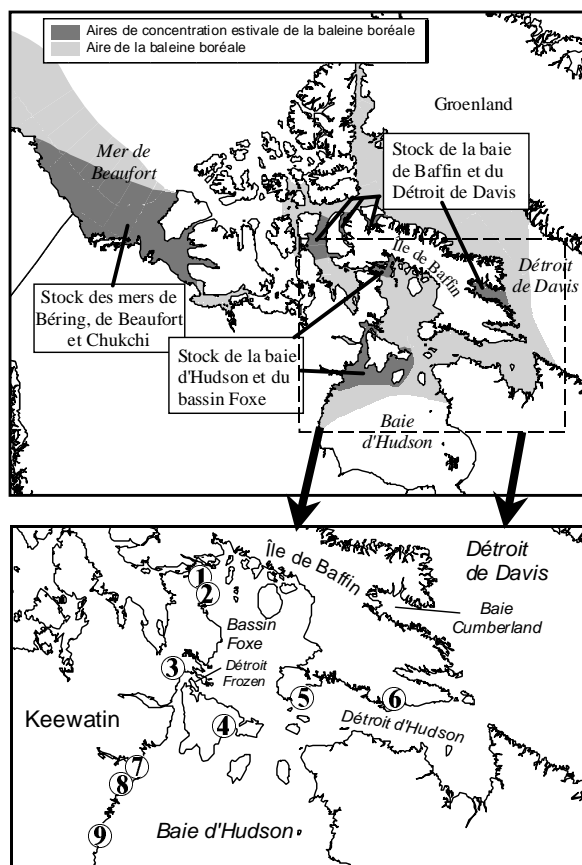 Aires de concentration estivale de la baleine boréale
Aire de la baleine boréale
Groenland
Mer de
Beaufort
Stock de la baie
de Baffin et du
Détroit de Davis
Île de Baffin
Détroit
de Davis
Stock des mers de
Béring, de Beaufort
et Chukchi
Stock de la baie
d'Hudson et du
bassin Foxe
Baie
d'Hudson
Île de Baffin
Détroit
de Davis
Baie
Cumberland
1
2
Bassin
Foxe
3
Détroit
Frozen
5
6
Keewatin
4
Détroit d'Hudson
7
8
9
Baie d'Hudson